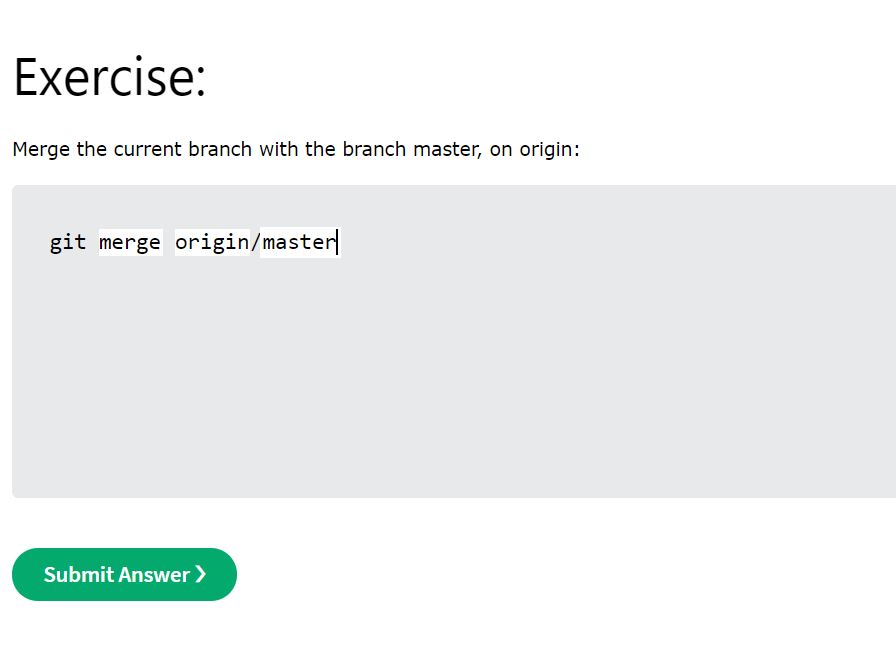 Exercise:
Merge the current branch with the branch master, on origin:
git merge origin/master
Submit Answer ❯